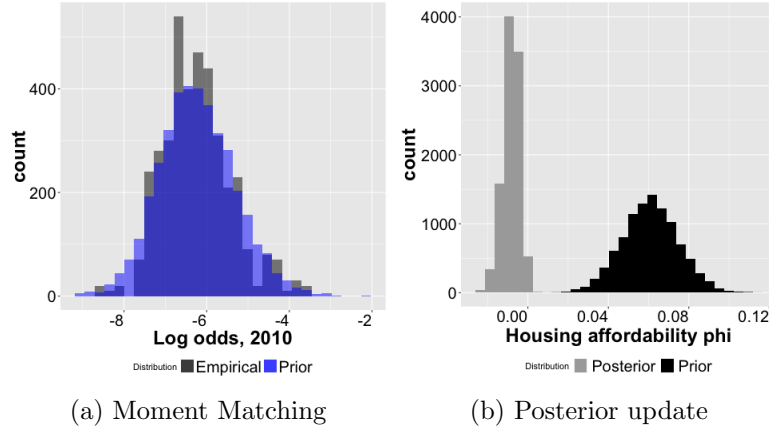 400
200
0
count
-8
-6
-4
-2
Log odds, 2010
Distribution Empirical Prior
(a) Moment Matching
4000
3000
2000
1000
0
count
0.00
0.04
0.08
0.12
Housing affordability phi
Distribution Posterior Prior
(b) Posterior update